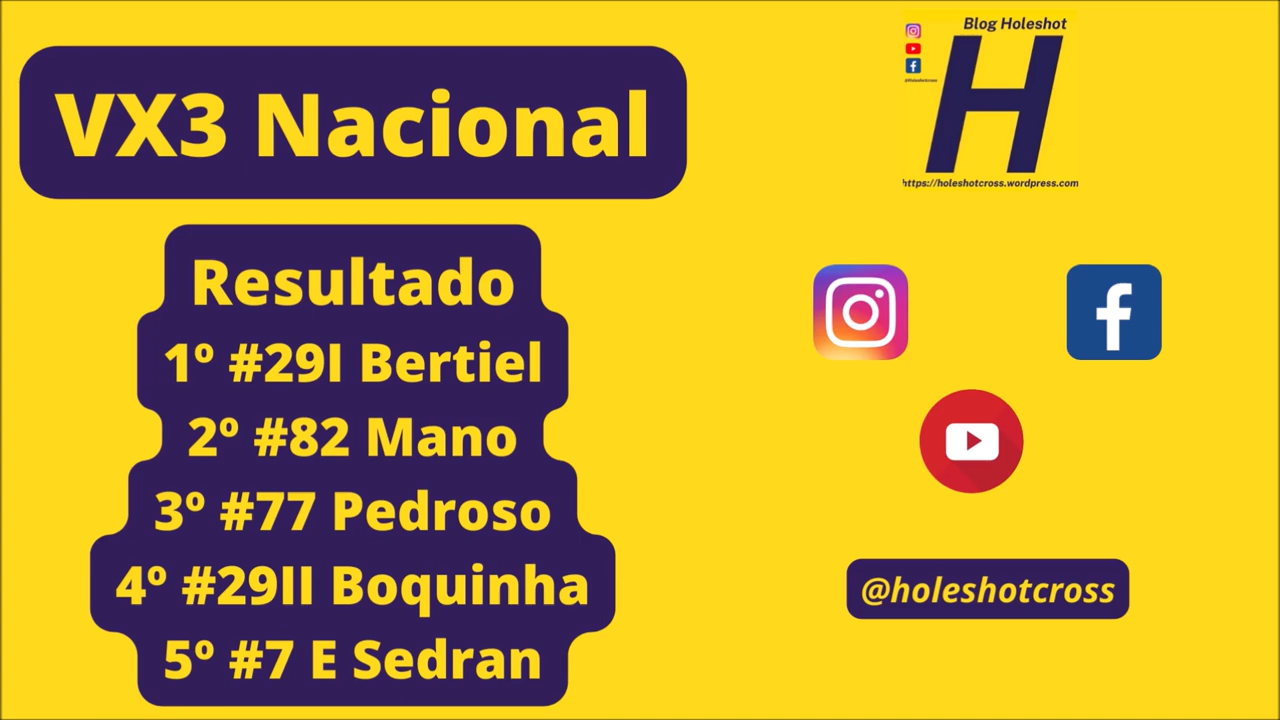 VX3 Nacional
Resultado
1º #29I Bertiel
2º #82 Mano
3º #77 Pedroso
4º #29II Boquinha
5º #7 E Sedran
Blog Holeshot
@Holeshotcross
H
https://holeshotcross.wordpress.com
@holeshotcross